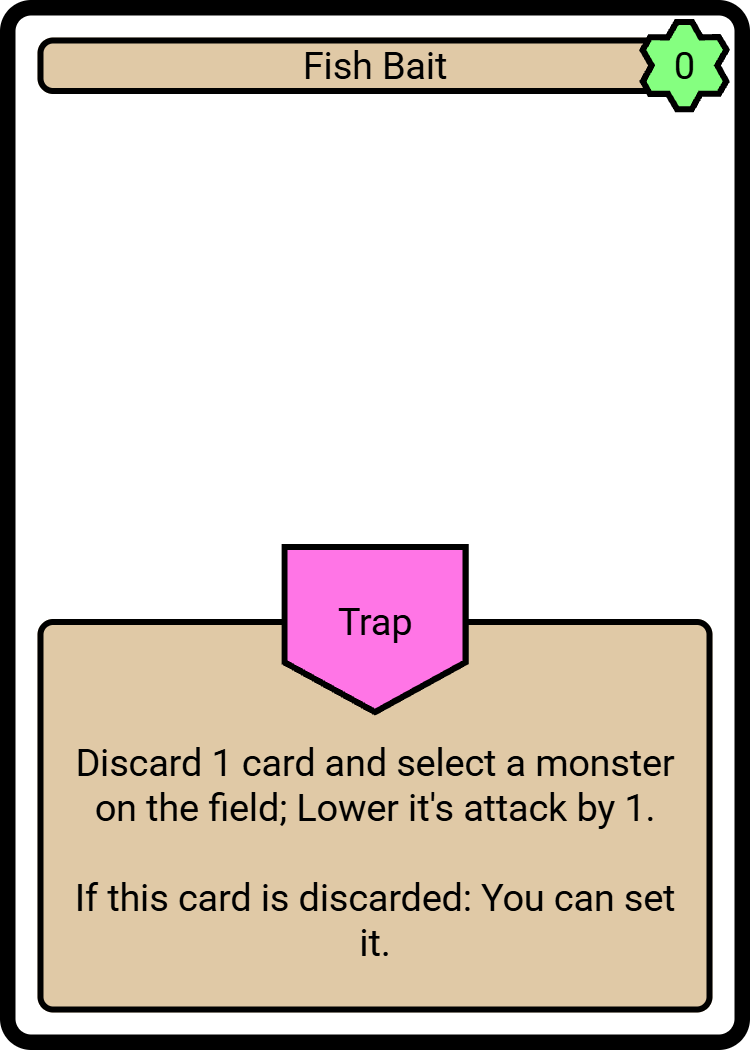 Fish Bait
0
Trap
Discard 1 card and select a monster
on the field; Lower it's attack by 1.
If this card is discarded: You can set
it.